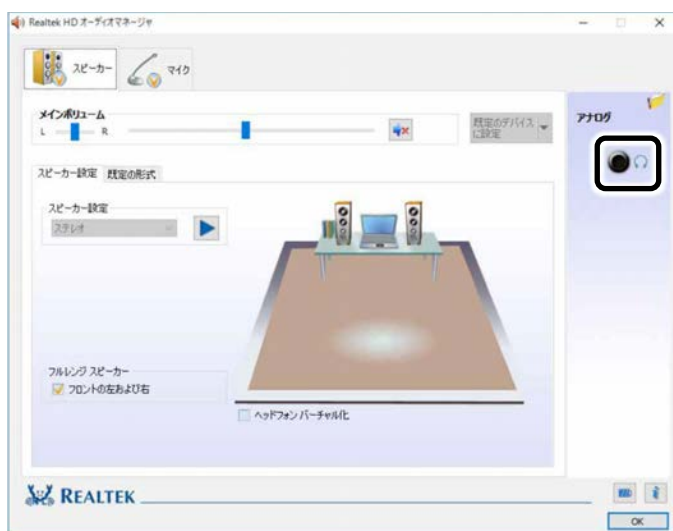 Realtek HD オーディオマネージャ
スピーカー
マイク
メインボリューム
L R
既定のデバイス
に設定
アナログ
スピーカー設定 既定の形式
スピーカー設定
ステレオ
フルレンジ スピーカー
フロントの左および右
ヘッドフォン バーチャル化
REALTEK
OK